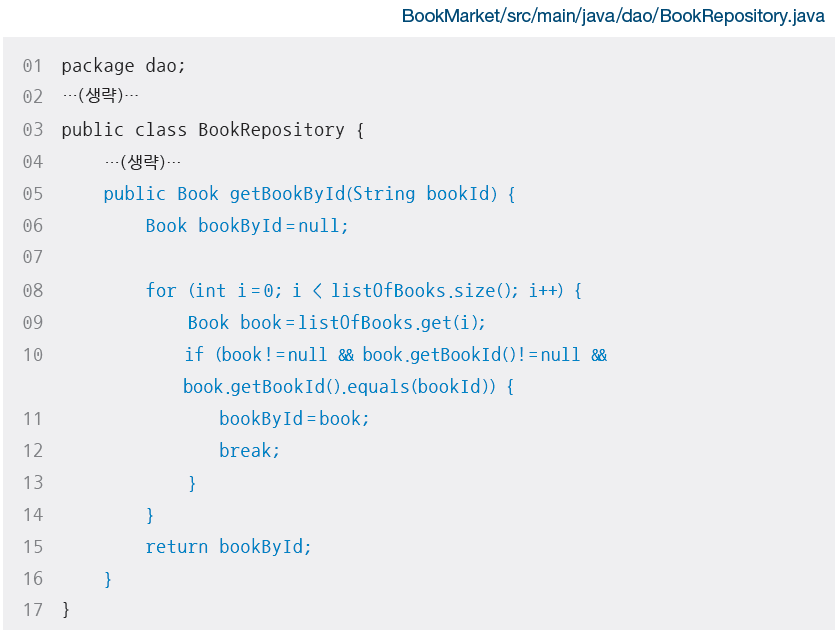 BookMarket/src/main/java/dao/BookRepository.java
01 package dao;
02 …(생략)…
03 public class BookRepository {
04 …(생략)…
05 public Book getBookById(String bookId) {
06 Book bookById=null;
07
08 for (int i=0; i < listOfBooks.size(); i++) {
09 Book book=listOfBooks.get(i);
10 if (book!=null && book.getBookId()!=null &&
book.getBookId().equals(bookId)) {
11 bookById=book;
12 break;
13 }
14 }
15 return bookById;
16 }
17 }